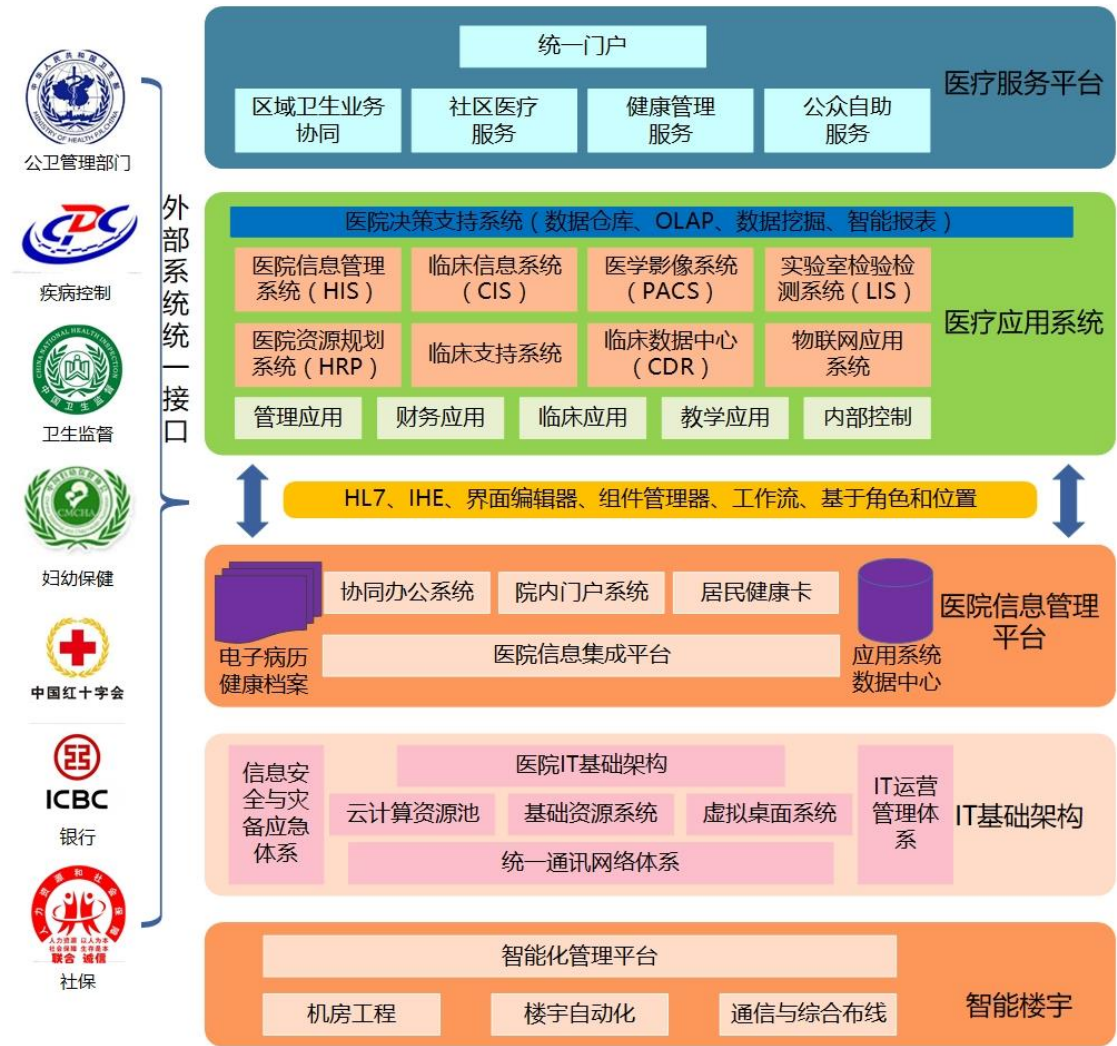 公卫管理部门
疾病控制
卫生监督
CMCHA
妇幼保健
中国红十字会
ICBC
银行
联合 诚信
社保
外部系统统一接口
统一门户
区域卫生业务
协同
社区医疗
服务
健康管理
服务
公众自助
服务
医疗服务平台
医院决策支持系统（数据仓库、OLAP、数据挖掘、智能报表）
医院信息管理
系统（HIS）
临床信息系统
（CIS）
医学影像系统
（PACS）
实验室检验检
测系统（LIS）
医院资源规划
系统（HRP）
临床支持系统
临床数据中心
（CDR）
物联网应用
系统
医疗应用系统
管理应用
财务应用
临床应用
教学应用
内部控制
HL7、IHE、界面编辑器、组件管理器、工作流、基于角色和位置
协同办公系统
院内门户系统
居民健康卡
医院信息集成平台
电子病历
健康档案
应用系统
数据中心
医院信息管理
平台
信息安
全与灾
备应急
体系
医院IT基础架构
云计算资源池
基础资源系统
虚拟桌面系统
统一通讯网络体系
IT运营
管理体
系
IT基础架构
智能化管理平台
机房工程
楼宇自动化
通信与综合布线
智能楼宇